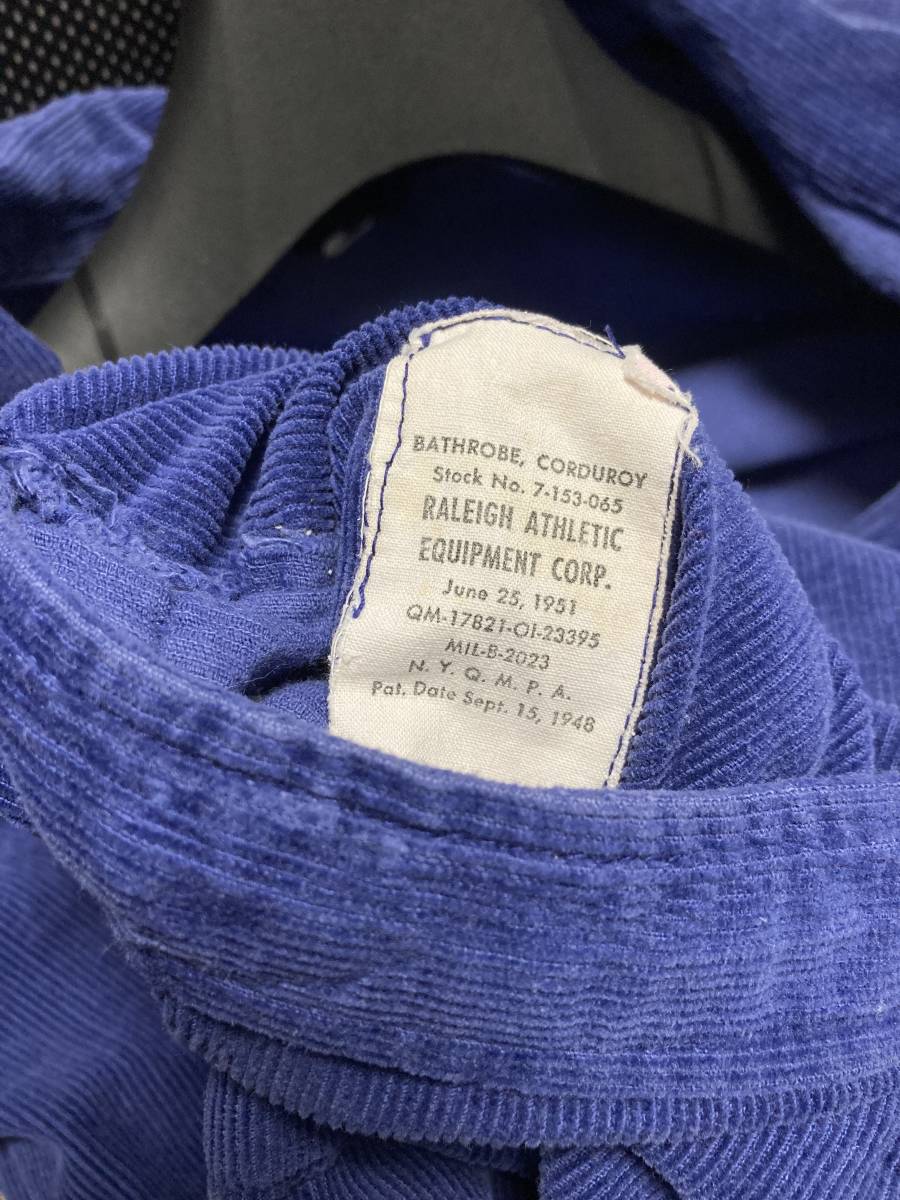 BATHROBE, CORDUROY
Stock No. 7-153-065
RALEIGH ATHLETIC
EQUIPMENT CORP.
June 25, 1951
QM-17821-OI-23395
MIL-B-2023
N. Y. Q. M. P. A.
Pat. Date Sept. 15, 1948